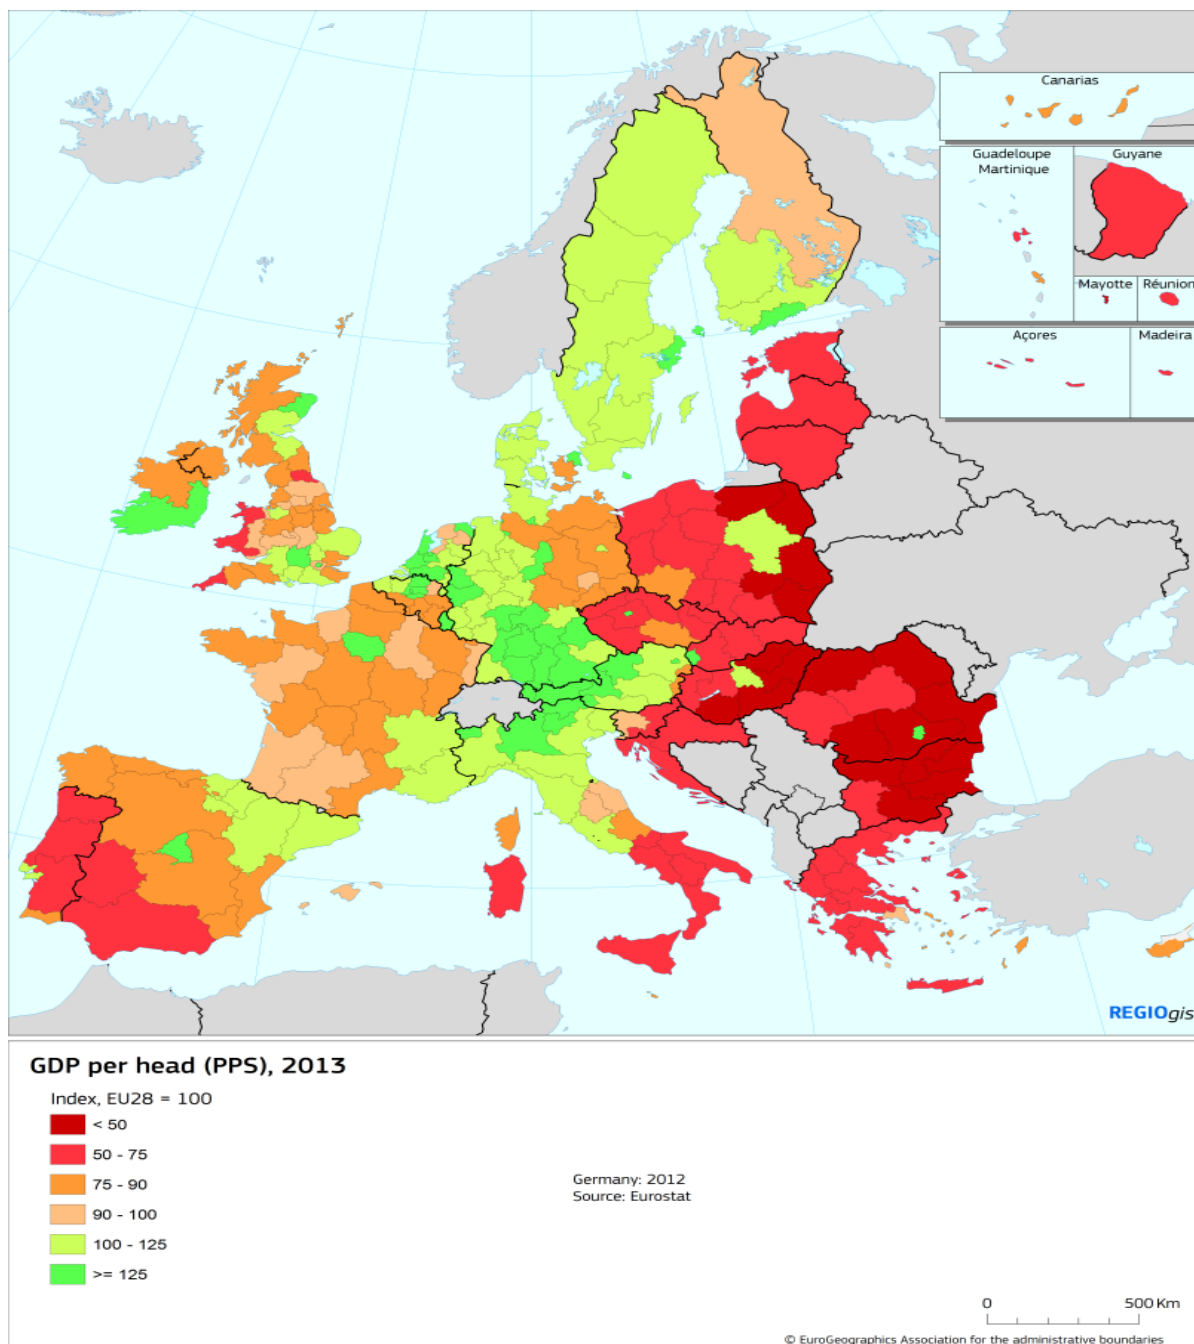 Canarias
Guadeloupe
Martinique
Guyane
Mayotte
Réunion
Açores
Madeira
REGIOgis
GDP per head (PPS), 2013
Index, EU28 = 100
< 50
50 - 75
75 - 90
90 - 100
100 - 125
>= 125
Germany: 2012
Source: Eurostat
0 500 Km
© EuroGeographics Association for the administrative boundaries